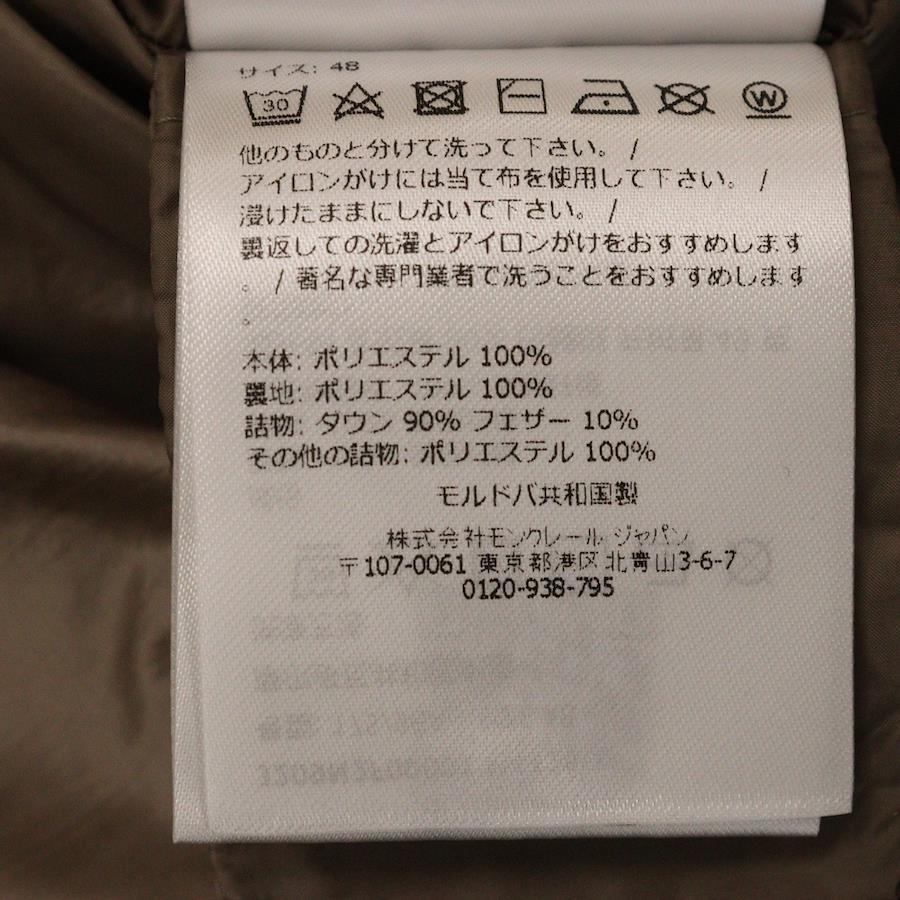 サイズ: 48
30
W
他のものと分けて洗って下さい。 /
アイロンがけには当て布を使用して下さい。 /
浸けたままにしないで下さい。 /
裏返しての洗濯とアイロンがけをおすすめします
。 / 著名な専門業者で洗うことをおすすめします
。
本体: ポリエステル 100%
裏地: ポリエステル 100%
詰物: ダウン 90% フェザー 10%
その他の詰物: ポリエステル 100%
モルドバ共和国製
株式会社モンクレール ジャパン
〒107-0061 東京都港区北青山3-6-7
0120-938-795